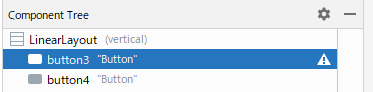 Component Tree
LinearLayout (vertical)
button3 "Button"
button4 "Button"